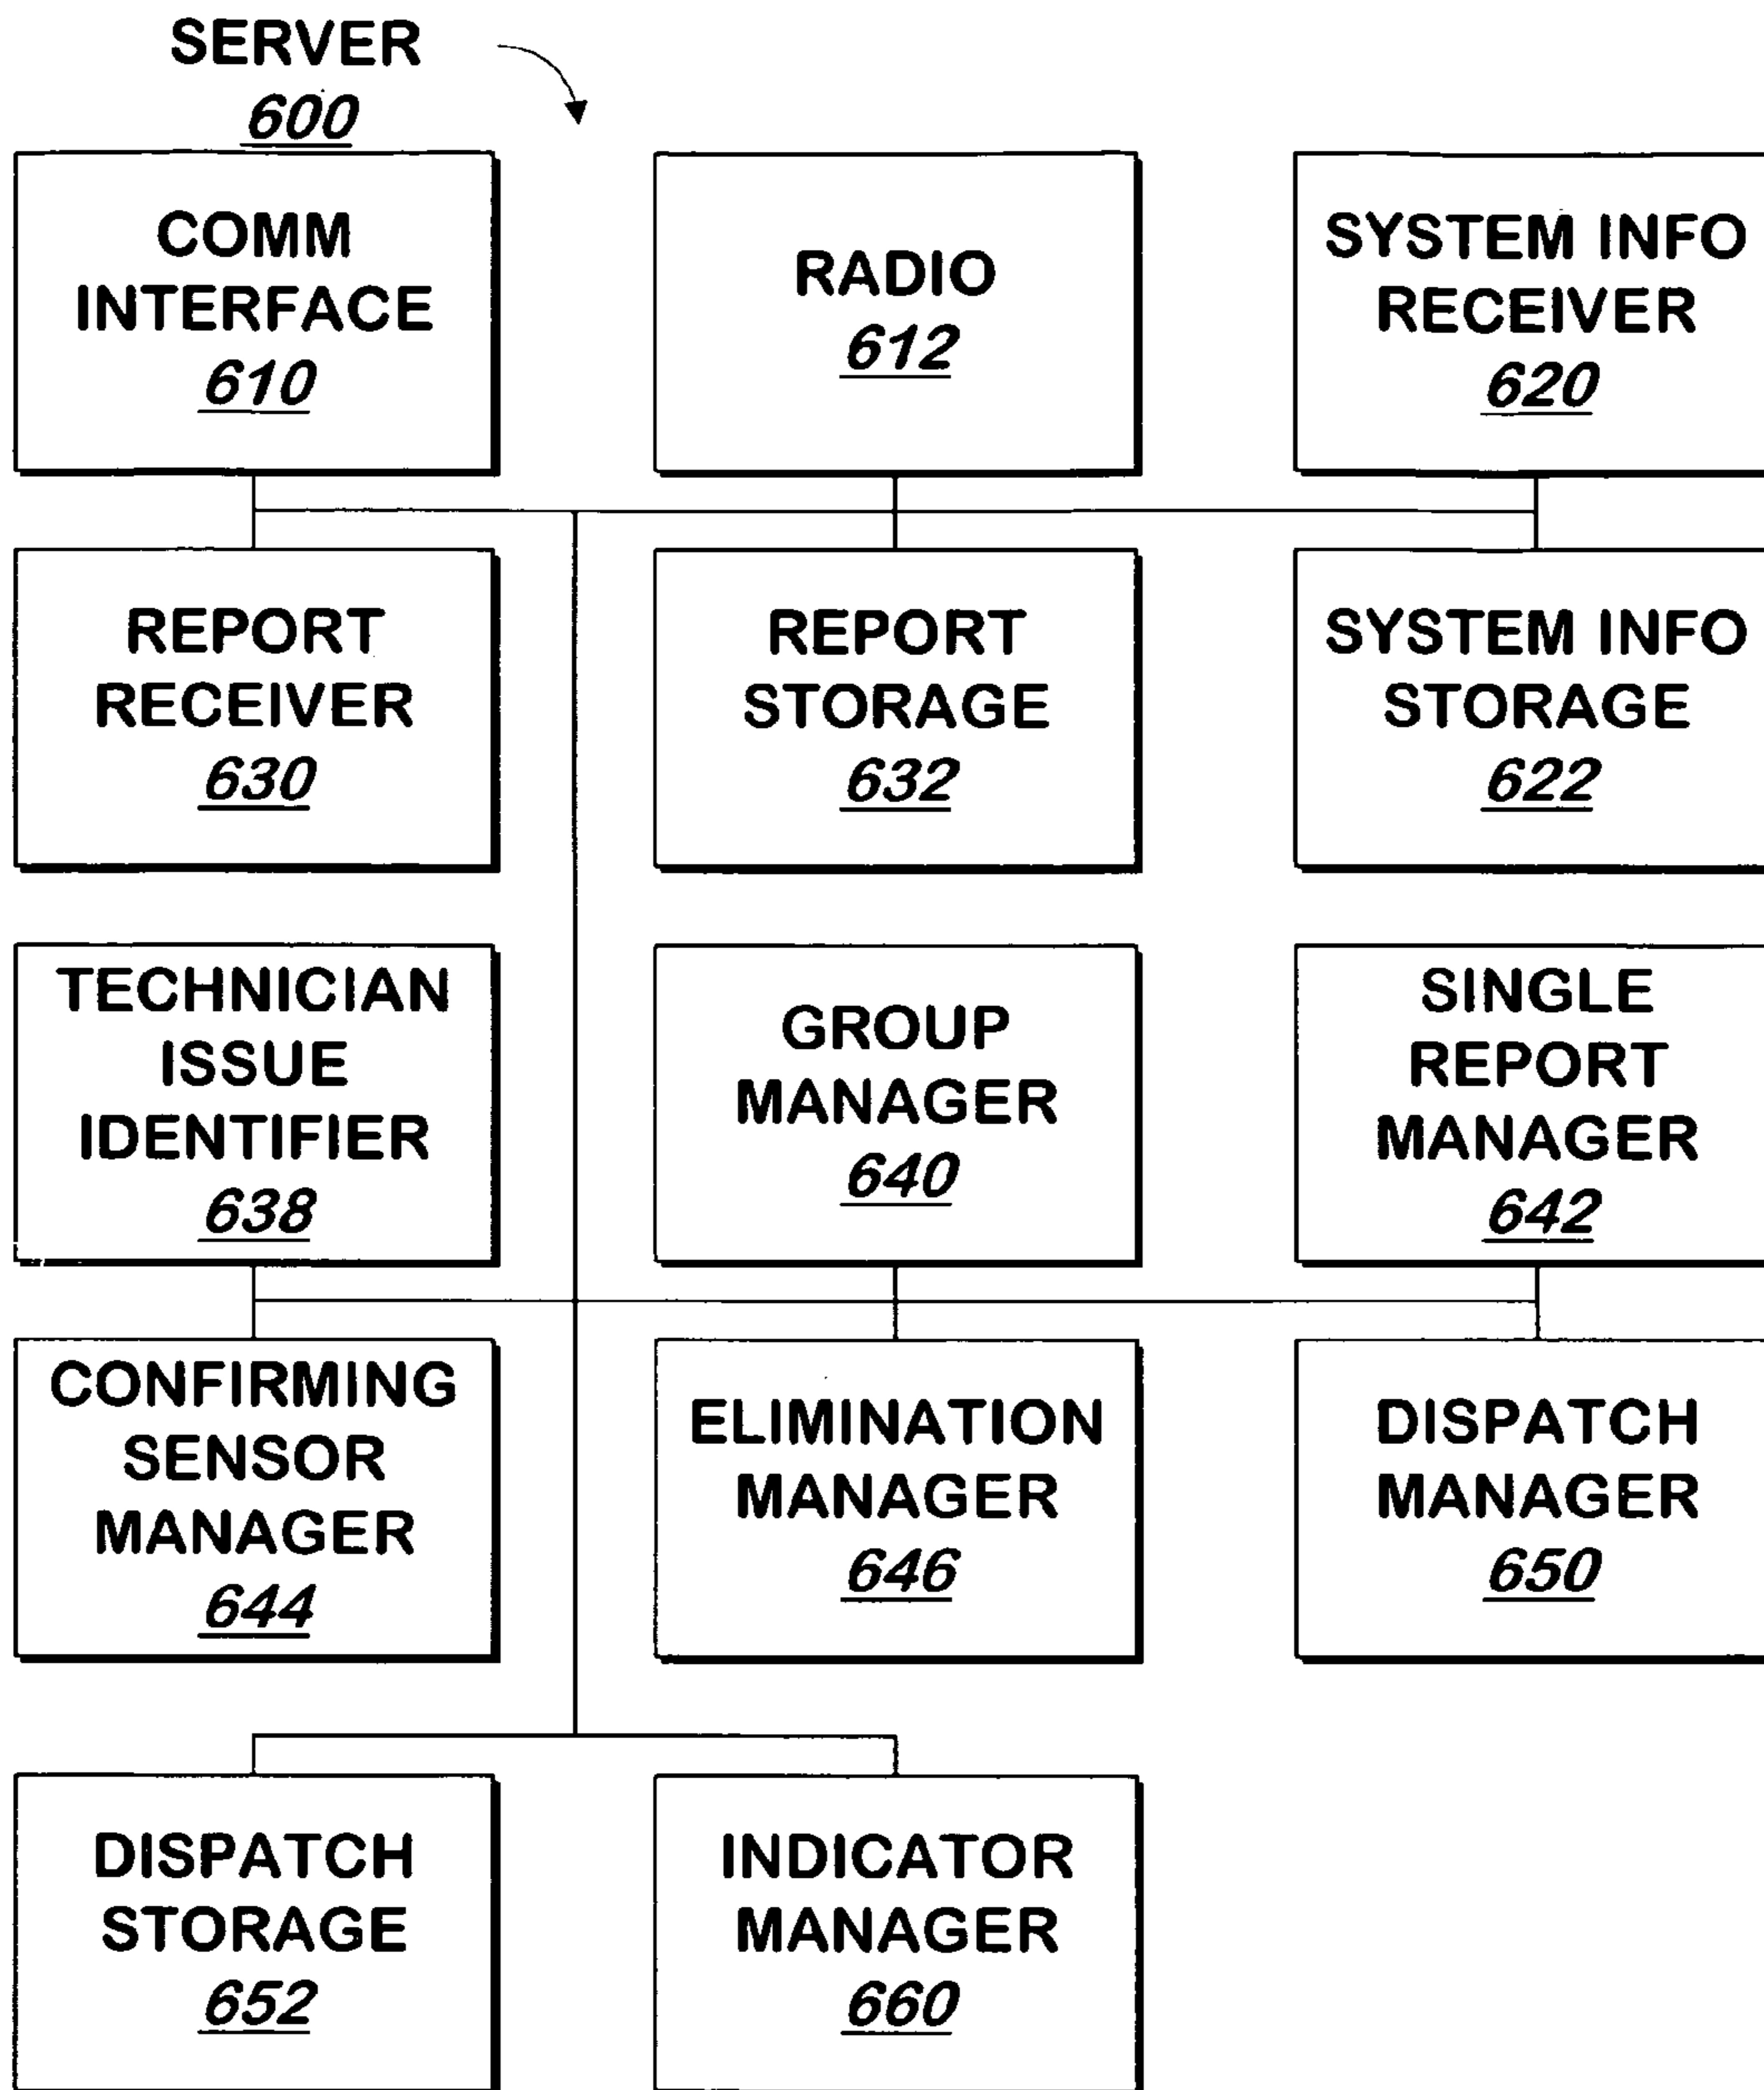 SERVER
600
COMM
INTERFACE
610
RADIO
612
SYSTEM INFO
RECEIVER
620
REPORT
RECEIVER
630
REPORT
STORAGE
632
SYSTEM INFO
STORAGE
622
TECHNICIAN
ISSUE
IDENTIFIER
638
GROUP
MANAGER
640
SINGLE
REPORT
MANAGER
642
CONFIRMING
SENSOR
MANAGER
644
ELIMINATION
MANAGER
646
DISPATCH
MANAGER
650
DISPATCH
STORAGE
652
INDICATOR
MANAGER
660